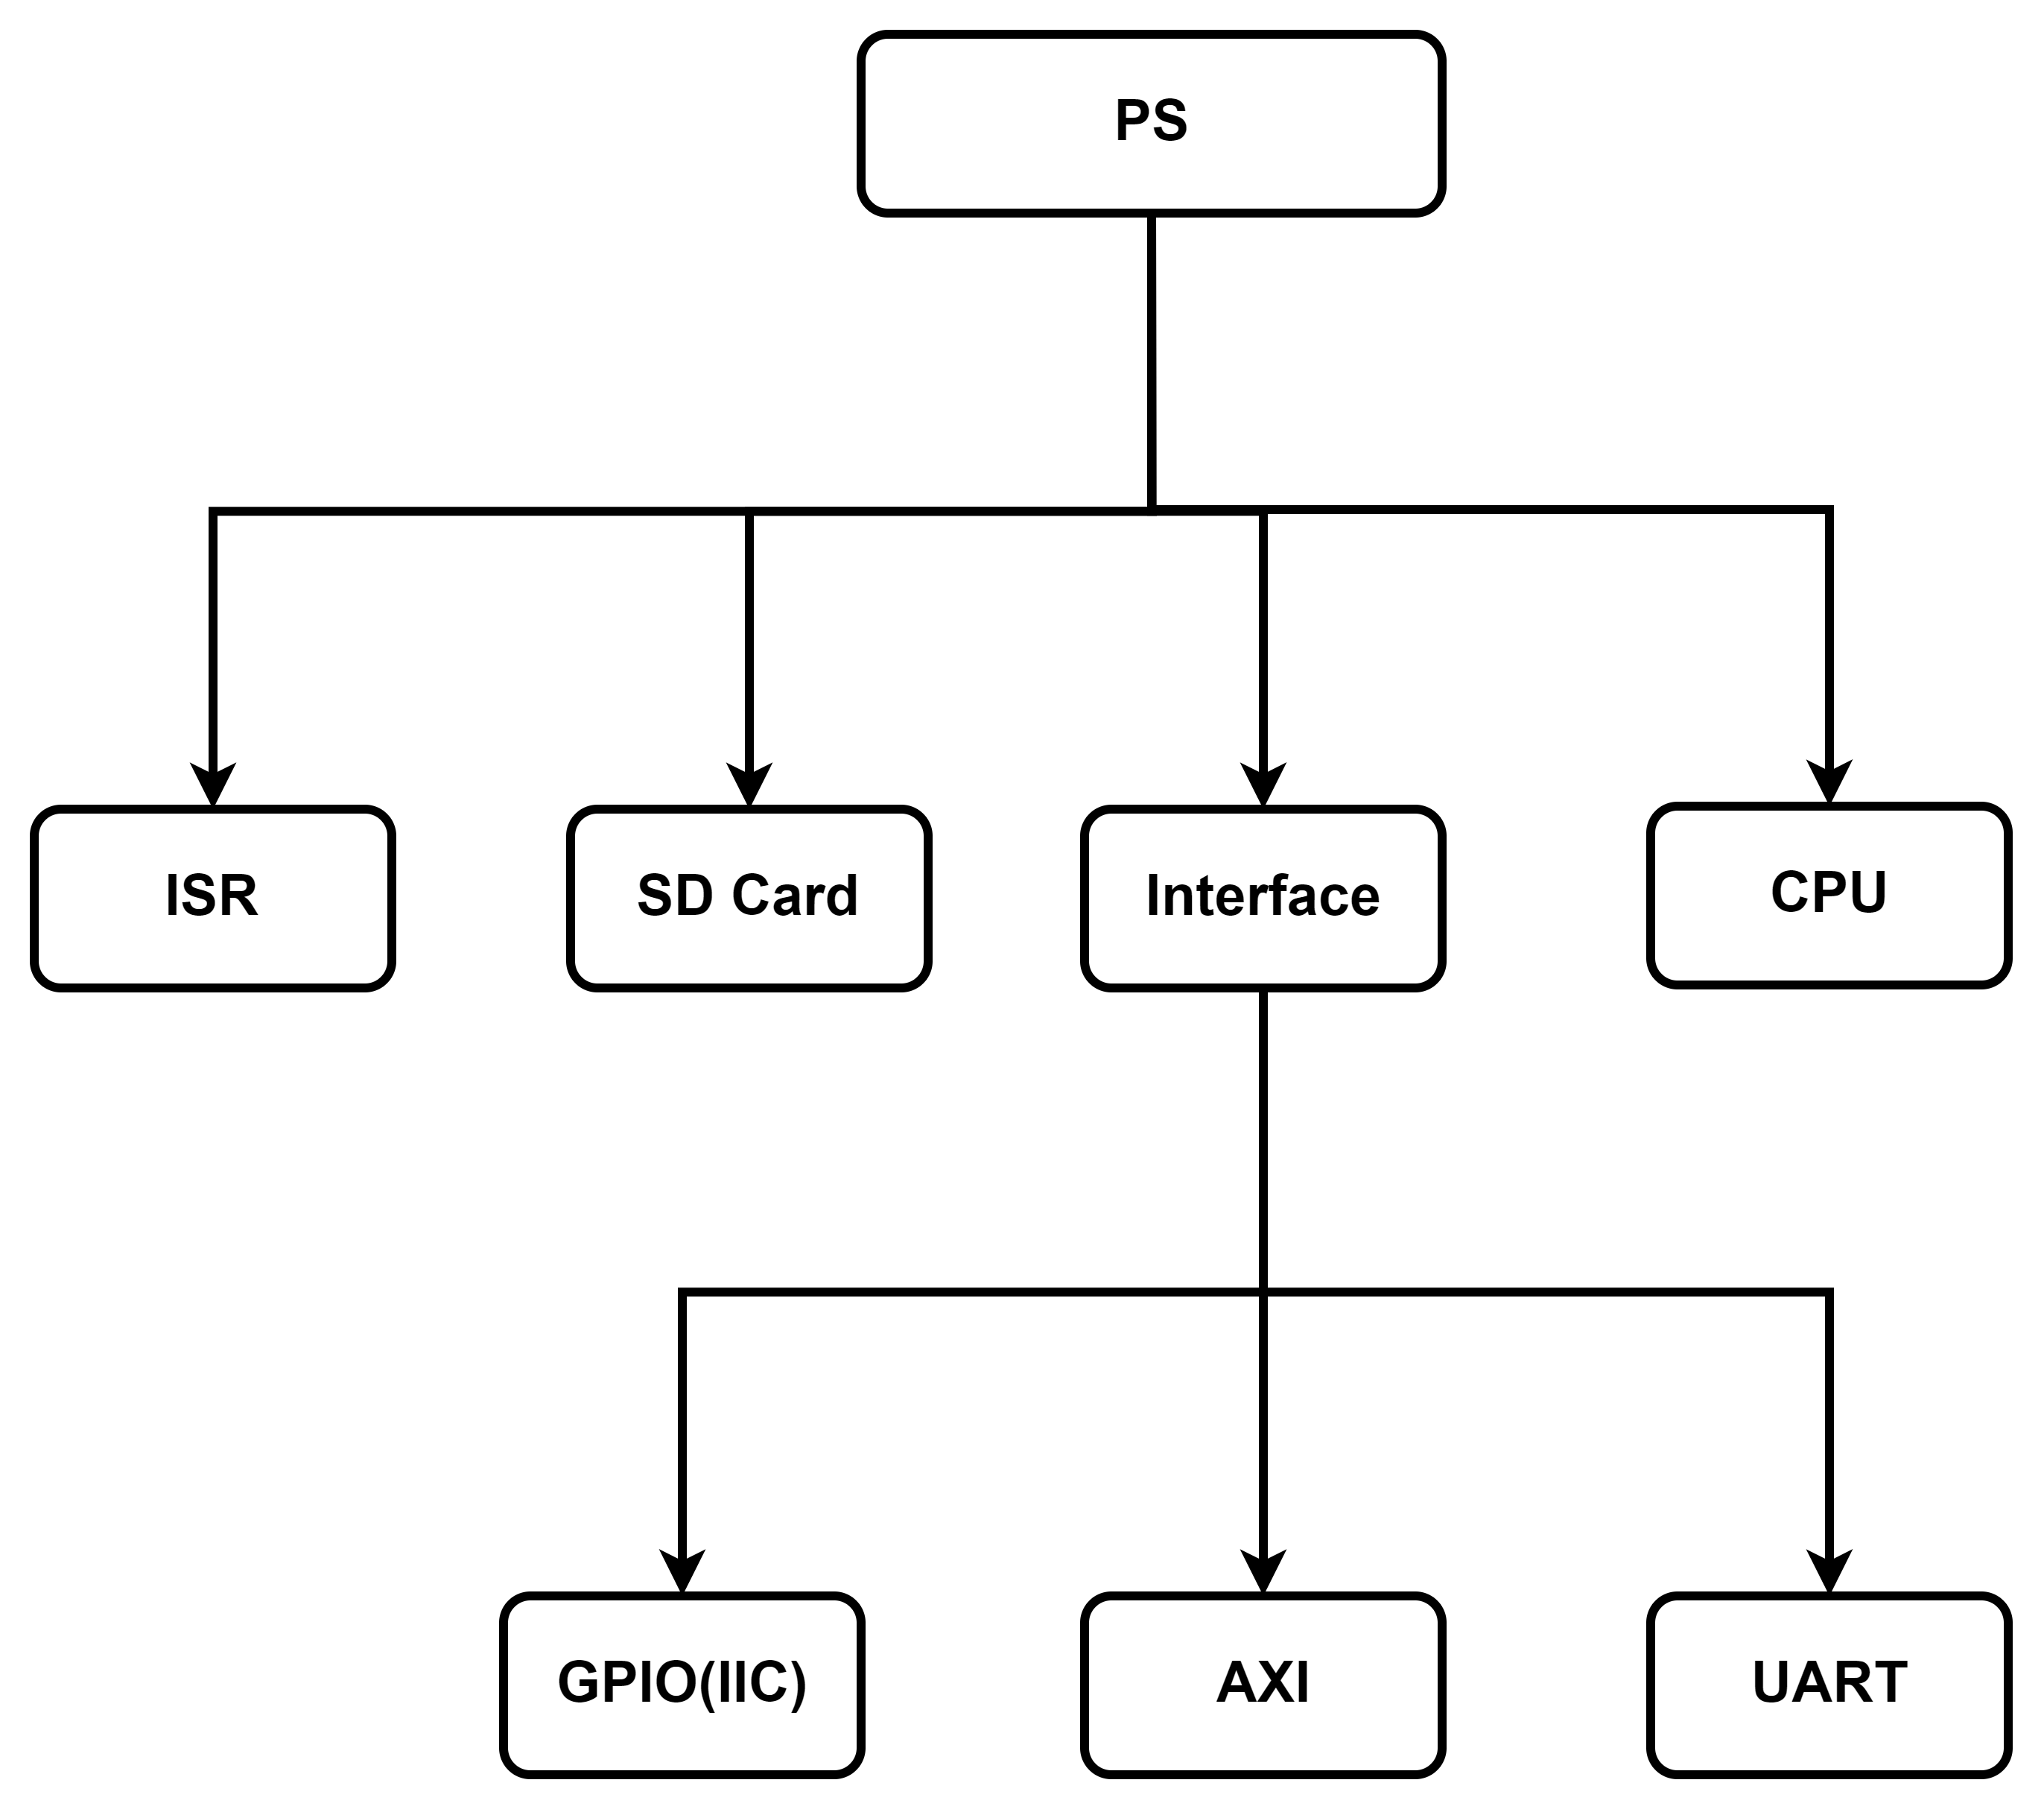 PS
ISR
SD Card
Interface
CPU
GPIO(IIC)
AXI
UART